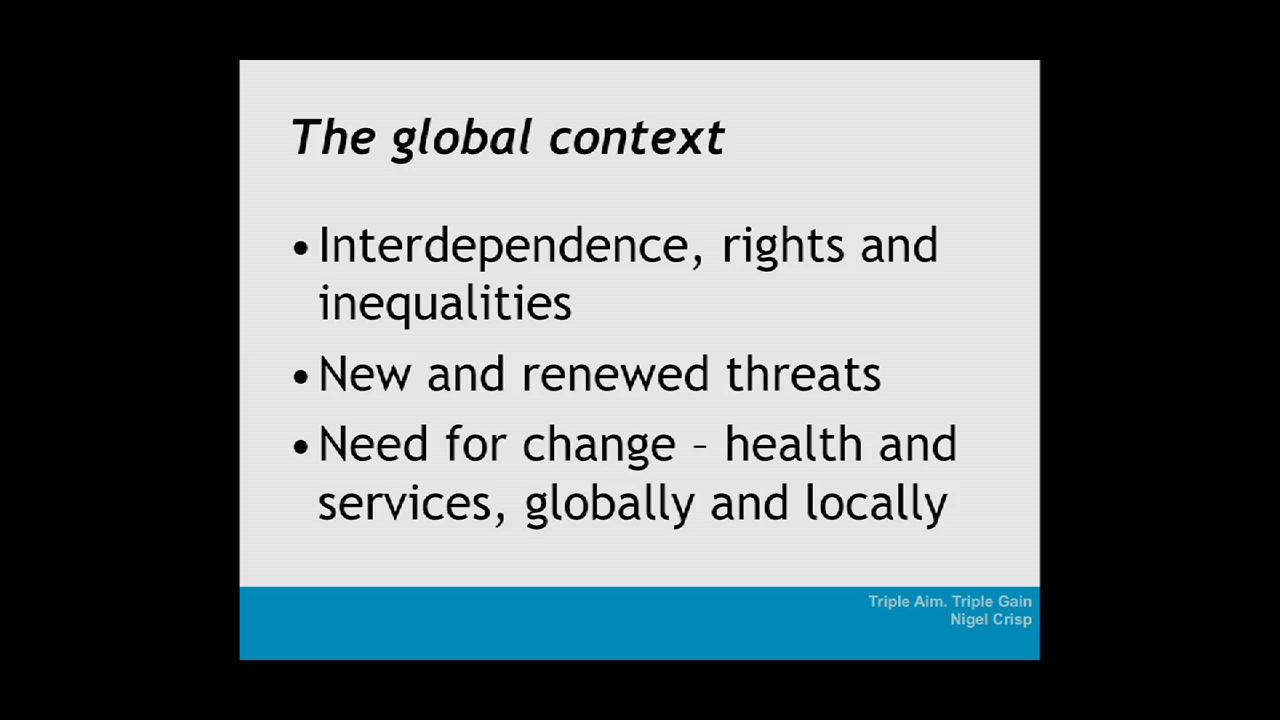 The global context
•Interdependence, rights and
inequalities
•New and renewed threats
•Need for change – health and
services, globally and locally
Triple Aim. Triple Gain
Nigel Crisp